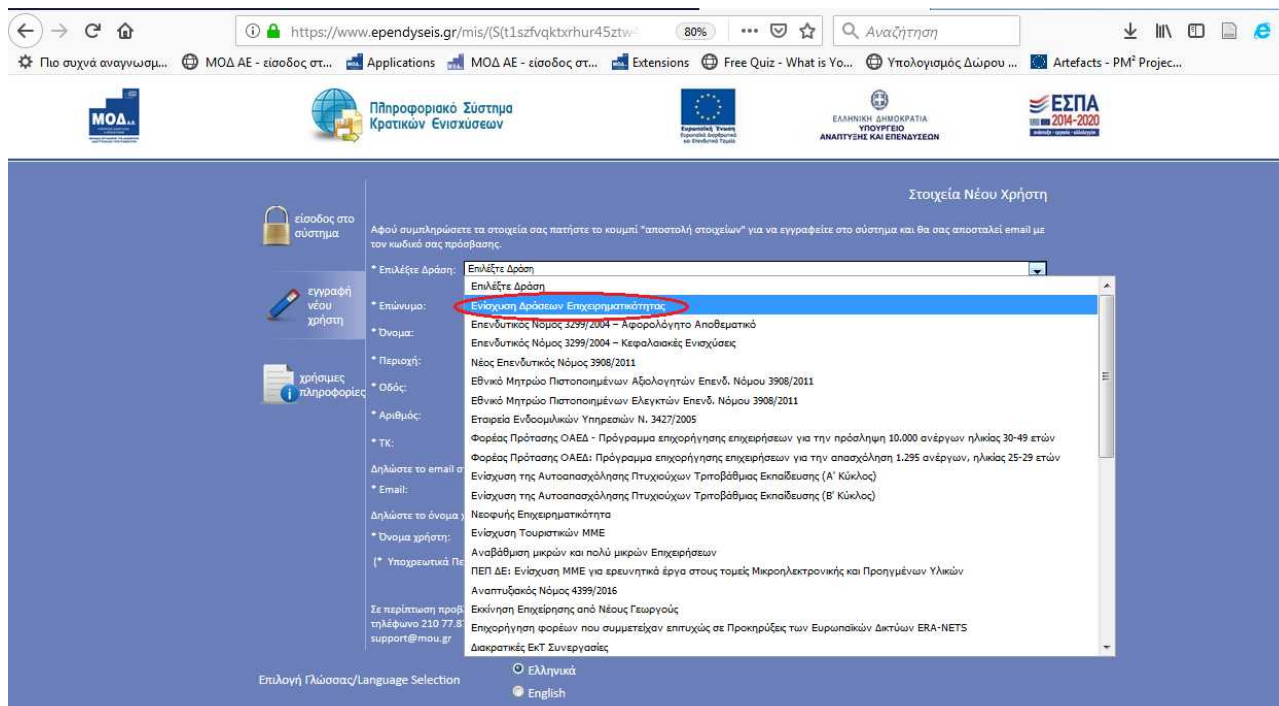 https://www.ependyseis.gr/mis/(S(t1szfvqktxrhur45ztw
80%
Αναζήτηση
Πιο συχνά αναγνωσμ...
ΜΟΔ ΑΕ - είσοδος στ...
Applications
ΜΟΔ ΑΕ - είσοδος στ...
Extensions
Free Quiz - What is Yo...
Υπολογισμός Δώρου ...
Artefacts - PM² Projec...
ΜΟΔ Α.Ε.
Πληροφοριακό Σύστημα
Κρατικών Ενισχύσεων
Ευρωπαϊκή Ένωση
Ευρωπαϊκά Διαρθρωτικά
και Επενδυτικά Ταμεία
ΕΛΛΗΝΙΚΗ ΔΗΜΟΚΡΑΤΙΑ
ΥΠΟΥΡΓΕΙΟ
ΑΝΑΠΤΥΞΗΣ ΚΑΙ ΕΠΕΝΔΥΣΕΩΝ
ΕΣΠΑ
2014-2020
ανάπτυξη - εργασία - αλληλεγγύη
Στοιχεία Νέου Χρήστη
είσοδος στο
σύστημα
Αφού συμπληρώσετε τα στοιχεία σας πατήστε το κουμπί "αποστολή στοιχείων" για να εγγραφείτε στο σύστημα και θα σας αποσταλεί email με
τον κωδικό σας πρόσβασης.
* Επιλέξτε Δράση:
Επιλέξτε Δράση
Επιλέξτε Δράση
εγγραφή
νέου
χρήστη
* Επώνυμο:
Ενίσχυση Δράσεων Επιχειρηματικότητας
Επενδυτικός Νόμος 3299/2004 – Αφορολόγητο Αποθεματικό
* Όνομα:
Επενδυτικός Νόμος 3299/2004 – Κεφαλαιακές Ενισχύσεις
* Περιοχή:
Νέος Επενδυτικός Νόμος 3908/2011
χρήσιμες
πληροφορίες
Εθνικό Μητρώο Πιστοποιημένων Αξιολογητών Επενδ. Νόμου 3908/2011
* Οδός:
Εθνικό Μητρώο Πιστοποιημένων Ελεγκτών Επενδ. Νόμου 3908/2011
* Αριθμός:
Εταιρεία Ενδοομιλικών Υπηρεσιών Ν. 3427/2005
Φορέας Πρότασης ΟΑΕΔ - Πρόγραμμα επιχορήγησης επιχειρήσεων για την πρόσληψη 10.000 ανέργων ηλικίας 30-49 ετών
* ΤΚ:
Φορέας Πρότασης ΟΑΕΔ: Πρόγραμμα επιχορήγησης επιχειρήσεων για την απασχόληση 1.295 ανέργων, ηλικίας 25-29 ετών
Δηλώστε το email σ
Ενίσχυση της Αυτοαπασχόλησης Πτυχιούχων Τριτοβάθμιας Εκπαίδευσης (Α' Κύκλος)
* Email:
Ενίσχυση της Αυτοαπασχόλησης Πτυχιούχων Τριτοβάθμιας Εκπαίδευσης (Β' Κύκλος)
Δηλώστε το όνομα χ
Νεοφυής Επιχειρηματικότητα
* Όνομα χρήστη:
Ενίσχυση Τουριστικών ΜΜΕ
Αναβάθμιση μικρών και πολύ μικρών Επιχειρήσεων
(* Υποχρεωτικά Πε
ΠΕΠ ΔΕ: Ενίσχυση ΜΜΕ για ερευνητικά έργα στους τομείς Μικροηλεκτρονικής και Προηγμένων Υλικών
Αναπτυξιακός Νόμος 4399/2016
Σε περίπτωση προβ
Εκκίνηση Επιχείρησης από Νέους Γεωργούς
τηλέφωνο 210 77.8
Επιχορήγηση φορέων που συμμετείχαν επιτυχώς σε Προκηρύξεις των Ευρωπαϊκών Δικτύων ERA-NETS
support@mou.gr
Διακρατικές ΕκΤ Συνεργασίες
Επιλογή Γλώσσας/Language Selection
Ελληνικά
English